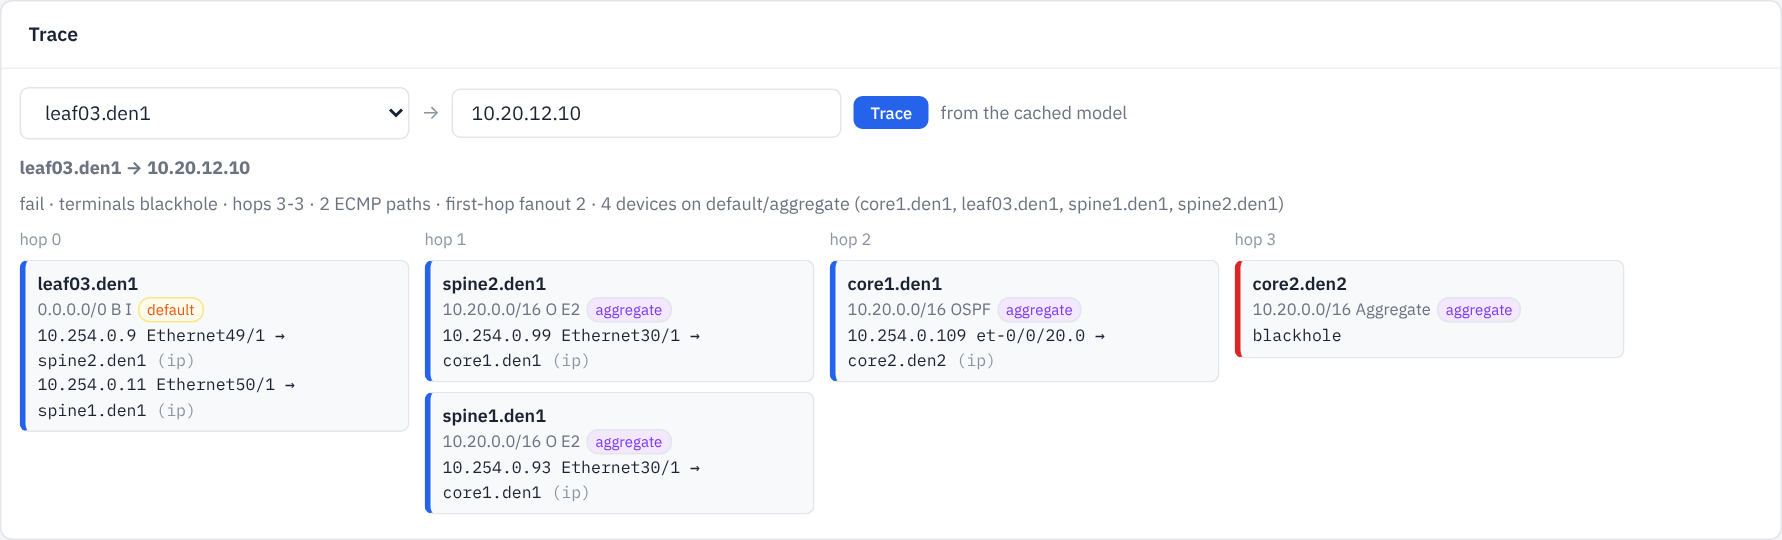 Trace
leaf03.den1 → 10.20.12.10 Trace from the cached model
leaf03.den1 → 10.20.12.10
fail · terminals blackhole · hops 3-3 · 2 ECMP paths · first-hop fanout 2 · 4 devices on default/aggregate (core1.den1, leaf03.den1, spine1.den1, spine2.den1)
hop 0
leaf03.den1
0.0.0.0/0 B I default
10.254.0.9 Ethernet49/1 →
spine2.den1 (ip)
10.254.0.11 Ethernet50/1 →
spine1.den1 (ip)
hop 1
spine2.den1
10.20.0.0/16 O E2 aggregate
10.254.0.99 Ethernet30/1 →
core1.den1 (ip)
spine1.den1
10.20.0.0/16 O E2 aggregate
10.254.0.93 Ethernet30/1 →
core1.den1 (ip)
hop 2
core1.den1
10.20.0.0/16 OSPF aggregate
10.254.0.109 et-0/0/20.0 →
core2.den2 (ip)
hop 3
core2.den2
10.20.0.0/16 Aggregate aggregate
blackhole